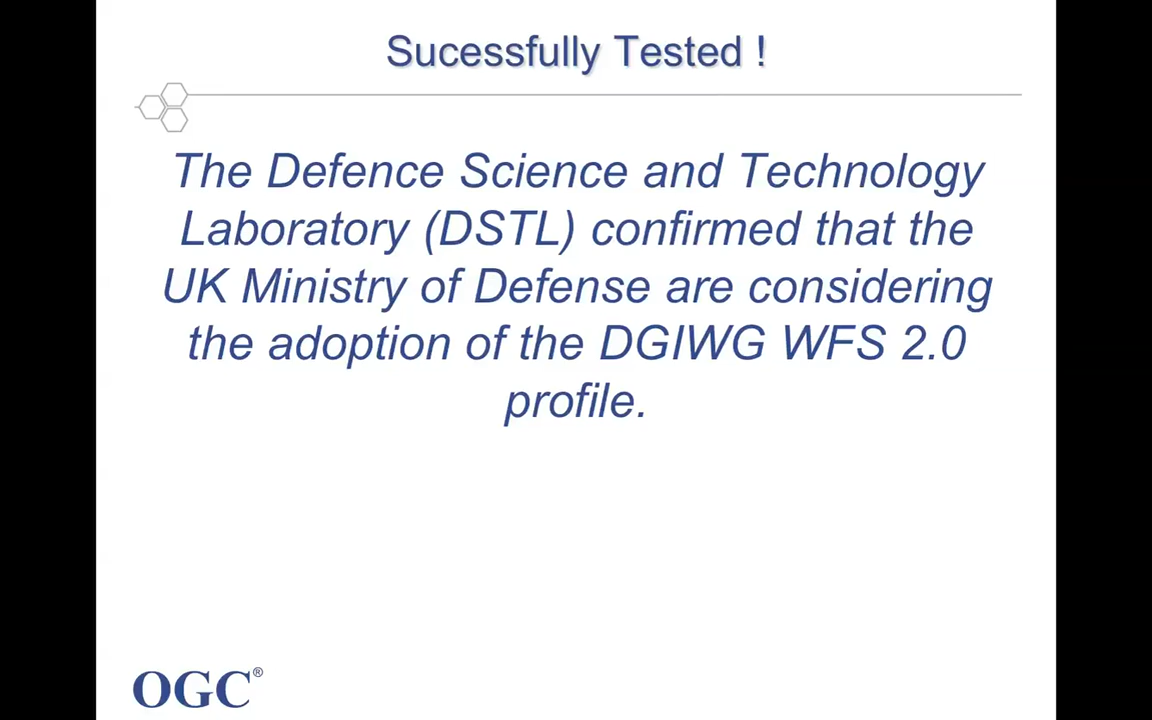 Sucessfully Tested !
The Defence Science and Technology
Laboratory (DSTL) confirmed that the
UK Ministry of Defense are considering
the adoption of the DGIWG WFS 2.0
profile.
OGC®